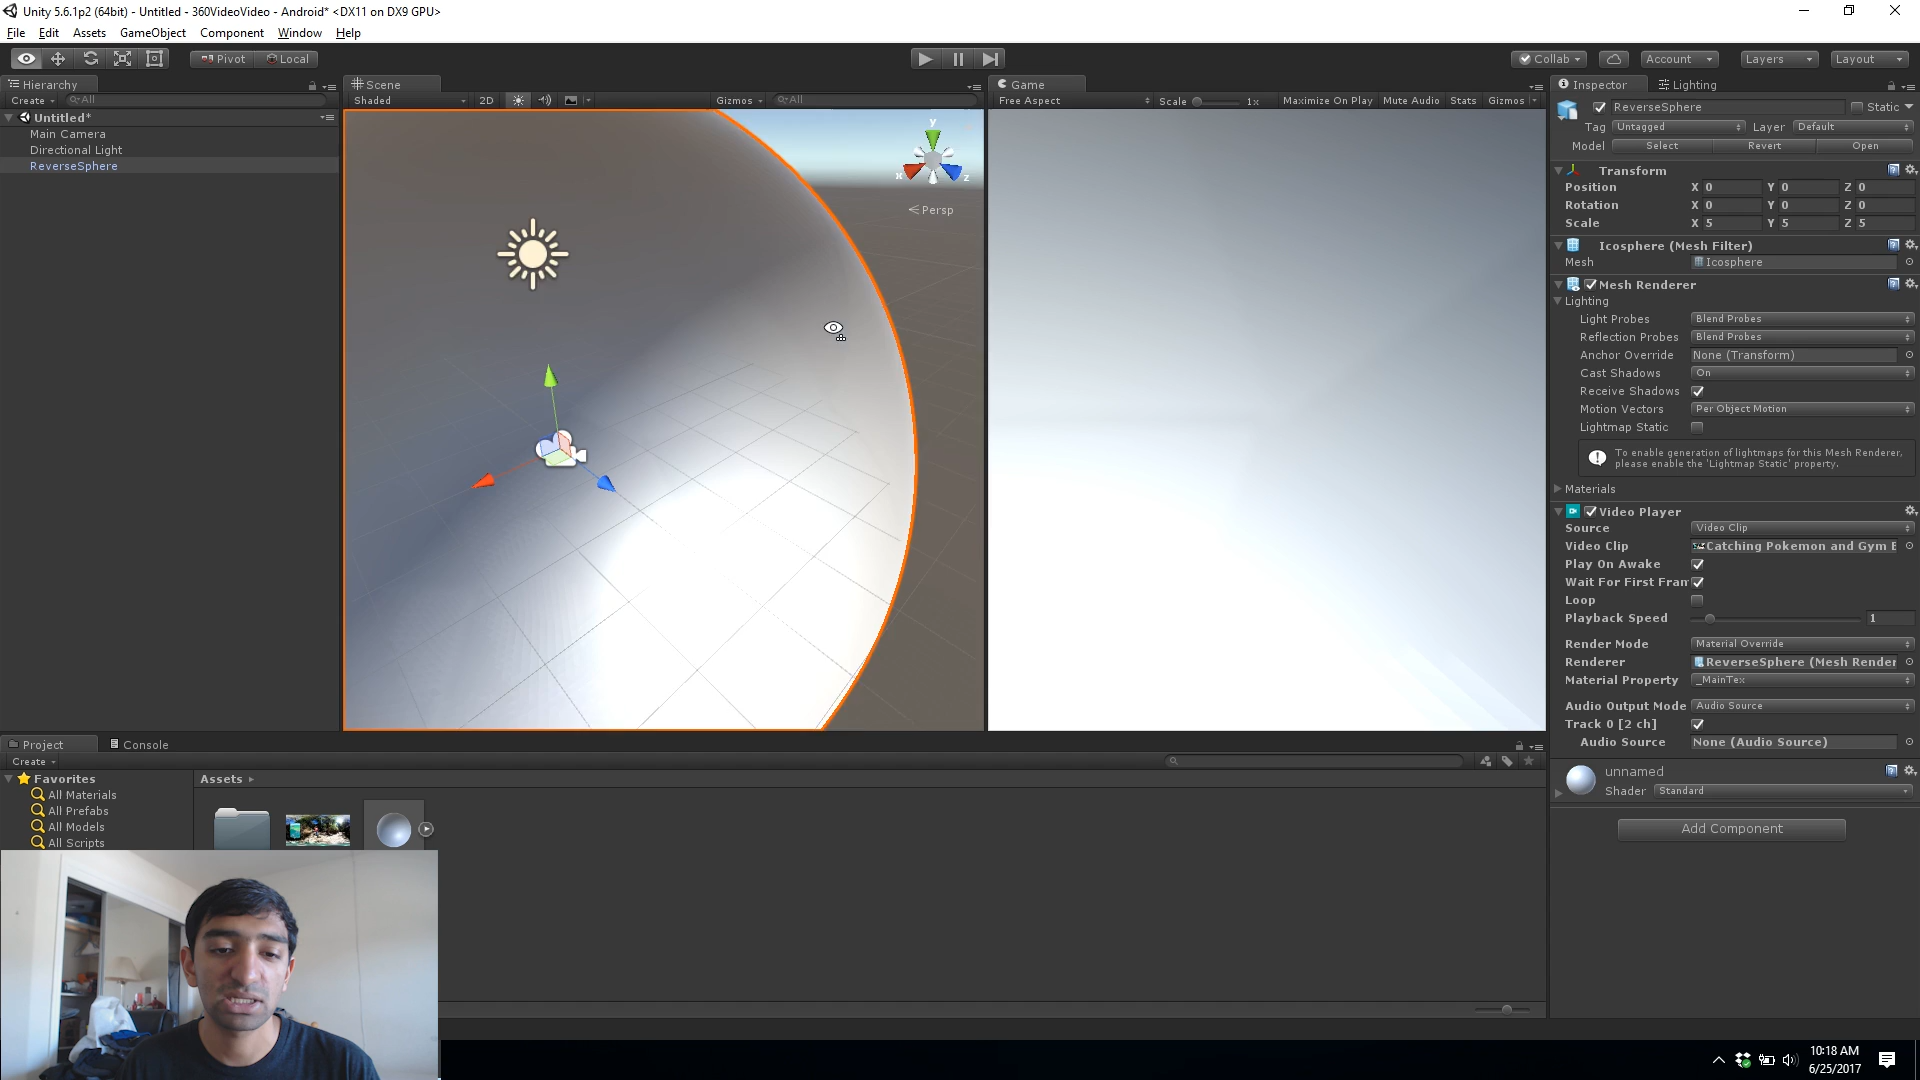 Unity 5.6.1p2 (64bit) - Untitled - 360VideoVideo - Android* <DX11 on DX9 GPU>
File Edit Assets GameObject Component Window Help
Pivot Local Collab Account Layers Layout
Hierarchy
Create All
Untitled*
Main Camera
Directional Light
ReverseSphere
Scene
Shaded 2D Gizmos All
y
x
z
Persp
Game
Free Aspect Scale 1x Maximize On Play Mute Audio Stats Gizmos
Inspector Lighting
ReverseSphere Static
Tag Untagged Layer Default
Model Select Revert Open
Transform
Position X 0 Y 0 Z 0
Rotation X 0 Y 0 Z 0
Scale X 5 Y 5 Z 5
Icosphere (Mesh Filter)
Mesh Icosphere
Mesh Renderer
Lighting
Light Probes Blend Probes
Reflection Probes Blend Probes
Anchor Override None (Transform)
Cast Shadows On
Receive Shadows
Motion Vectors Per Object Motion
Lightmap Static
To enable generation of lightmaps for this Mesh Renderer,
please enable the 'Lightmap Static' property.
Materials
Video Player
Source Video Clip
Video Clip Catching Pokemon and Gym E
Play On Awake
Wait For First Fram
Loop
Playback Speed 1
Render Mode Material Override
Renderer ReverseSphere (Mesh Render
Material Property _MainTex
Audio Output Mode Audio Source
Track 0 [2 ch]
Audio Source None (Audio Source)
unnamed
Shader Standard
Add Component
Project Console
Create
Favorites
All Materials
All Prefabs
All Models
All Scripts
Assets
10:18 AM
6/25/2017